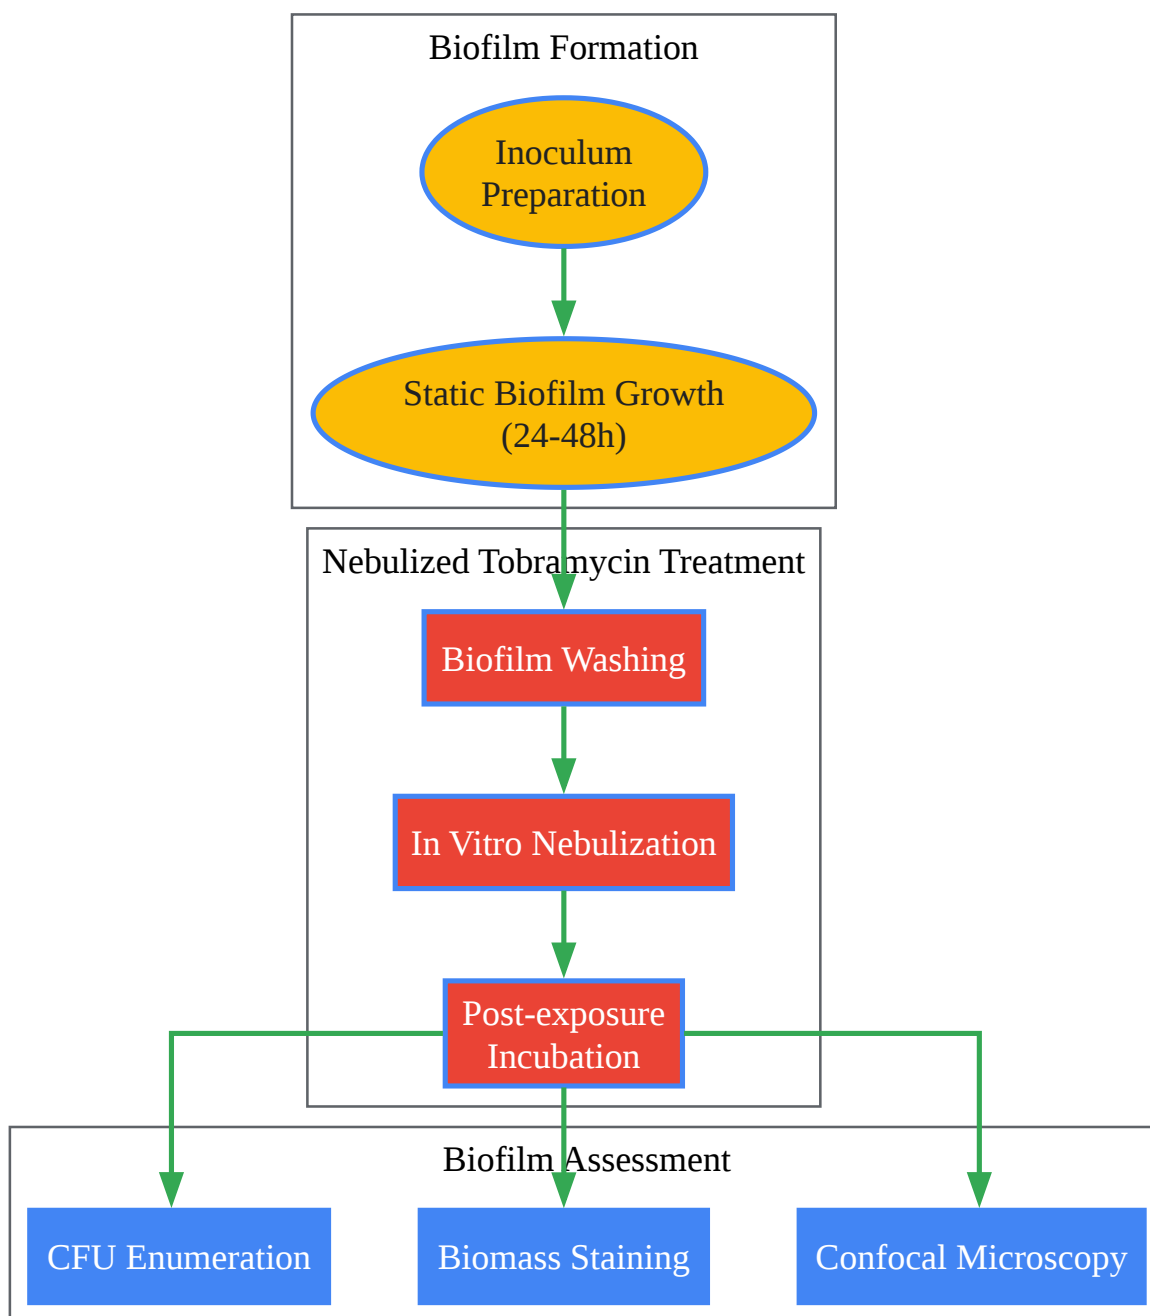 Biofilm Formation
Inoculum
Preparation
Static Biofilm Growth
(24-48h)
Nebulized Tobramycin Treatment
Biofilm Washing
In Vitro Nebulization
Post-exposure
Incubation
Biofilm Assessment
CFU Enumeration
Biomass Staining
Confocal Microscopy